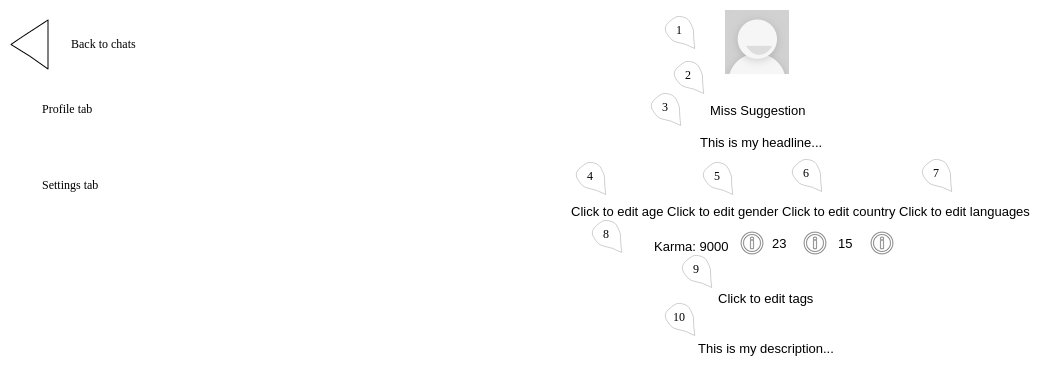 1
Back to chats
2
3
Profile tab
Miss Suggestion
This is my headline...
4 5 6 7
Settings tab
Click to edit age Click to edit gender Click to edit country Click to edit languages
8
Karma: 9000 i 23 i 15 i
9
Click to edit tags
10
This is my description...